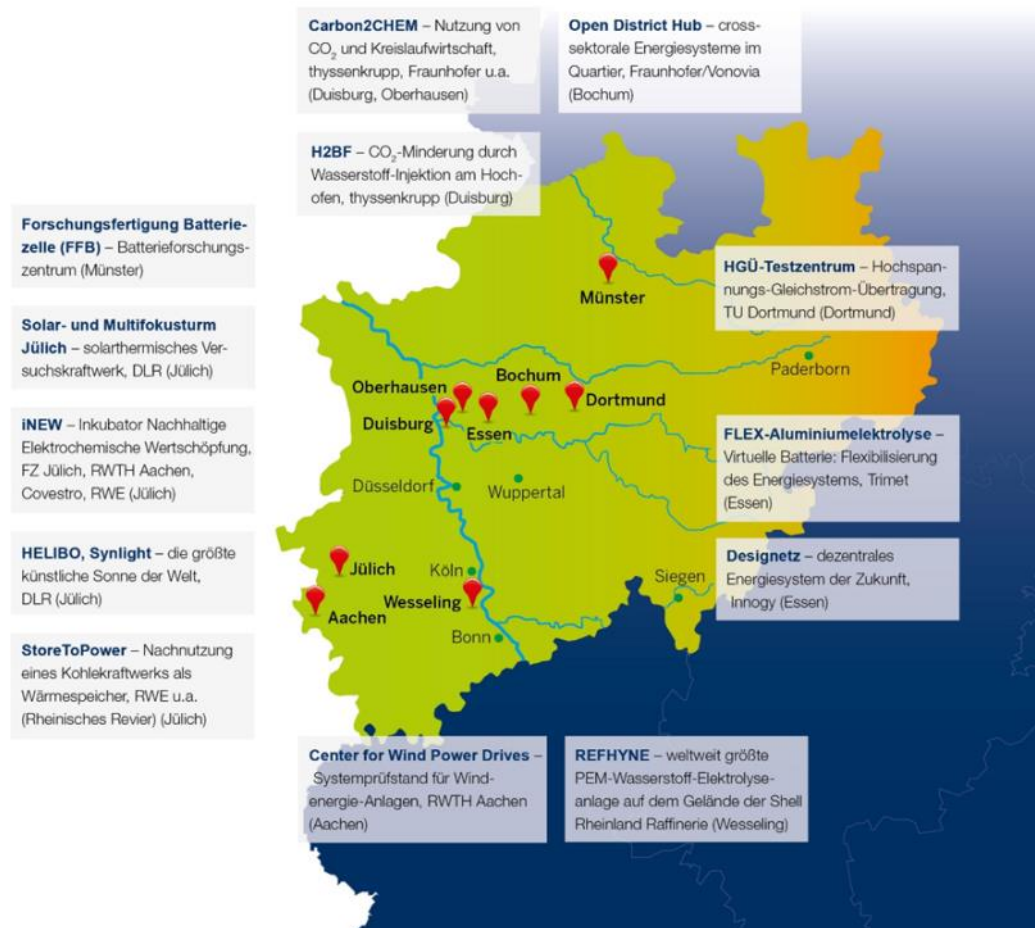 Carbon2CHEM – Nutzung von
CO₂ und Kreislaufwirtschaft,
thyssenkrupp, Fraunhofer u.a.
(Duisburg, Oberhausen)
Open District Hub – cross-
sektorale Energiesysteme im
Quartier, Fraunhofer/Vonovia
(Bochum)
H2BF – CO₂-Minderung durch
Wasserstoff-Injektion am Hoch-
ofen, thyssenkrupp (Duisburg)
Forschungsfertigung Batterie-
zelle (FFB) – Batterieforschungs-
zentrum (Münster)
HGÜ-Testzentrum – Hochspan-
nungs-Gleichstrom-Übertragung,
TU Dortmund (Dortmund)
Münster
Solar- und Multifokusturm
Jülich – solarthermisches Ver-
suchskraftwerk, DLR (Jülich)
Paderborn
Oberhausen
Bochum
Dortmund
Duisburg
Essen
iNEW – Inkubator Nachhaltige
Elektrochemische Wertschöpfung,
FZ Jülich, RWTH Aachen,
Covestro, RWE (Jülich)
FLEX-Aluminiumelektrolyse –
Virtuelle Batterie: Flexibilisierung
des Energiesystems, Trimet
(Essen)
Düsseldorf
Wuppertal
HELIBO, Synlight – die größte
künstliche Sonne der Welt,
DLR (Jülich)
Designetz – dezentrales
Energiesystem der Zukunft,
Innogy (Essen)
Jülich
Köln
Siegen
Aachen
Wesseling
Bonn
StoreToPower – Nachnutzung
eines Kohlekraftwerks als
Wärmespeicher, RWE u.a.
(Rheinisches Revier) (Jülich)
Center for Wind Power Drives –
Systemprüfstand für Wind-
energie-Anlagen, RWTH Aachen
(Aachen)
REFHYNE – weltweit größte
PEM-Wasserstoff-Elektrolyse-
anlage auf dem Gelände der Shell
Rheinland Raffinerie (Wesseling)